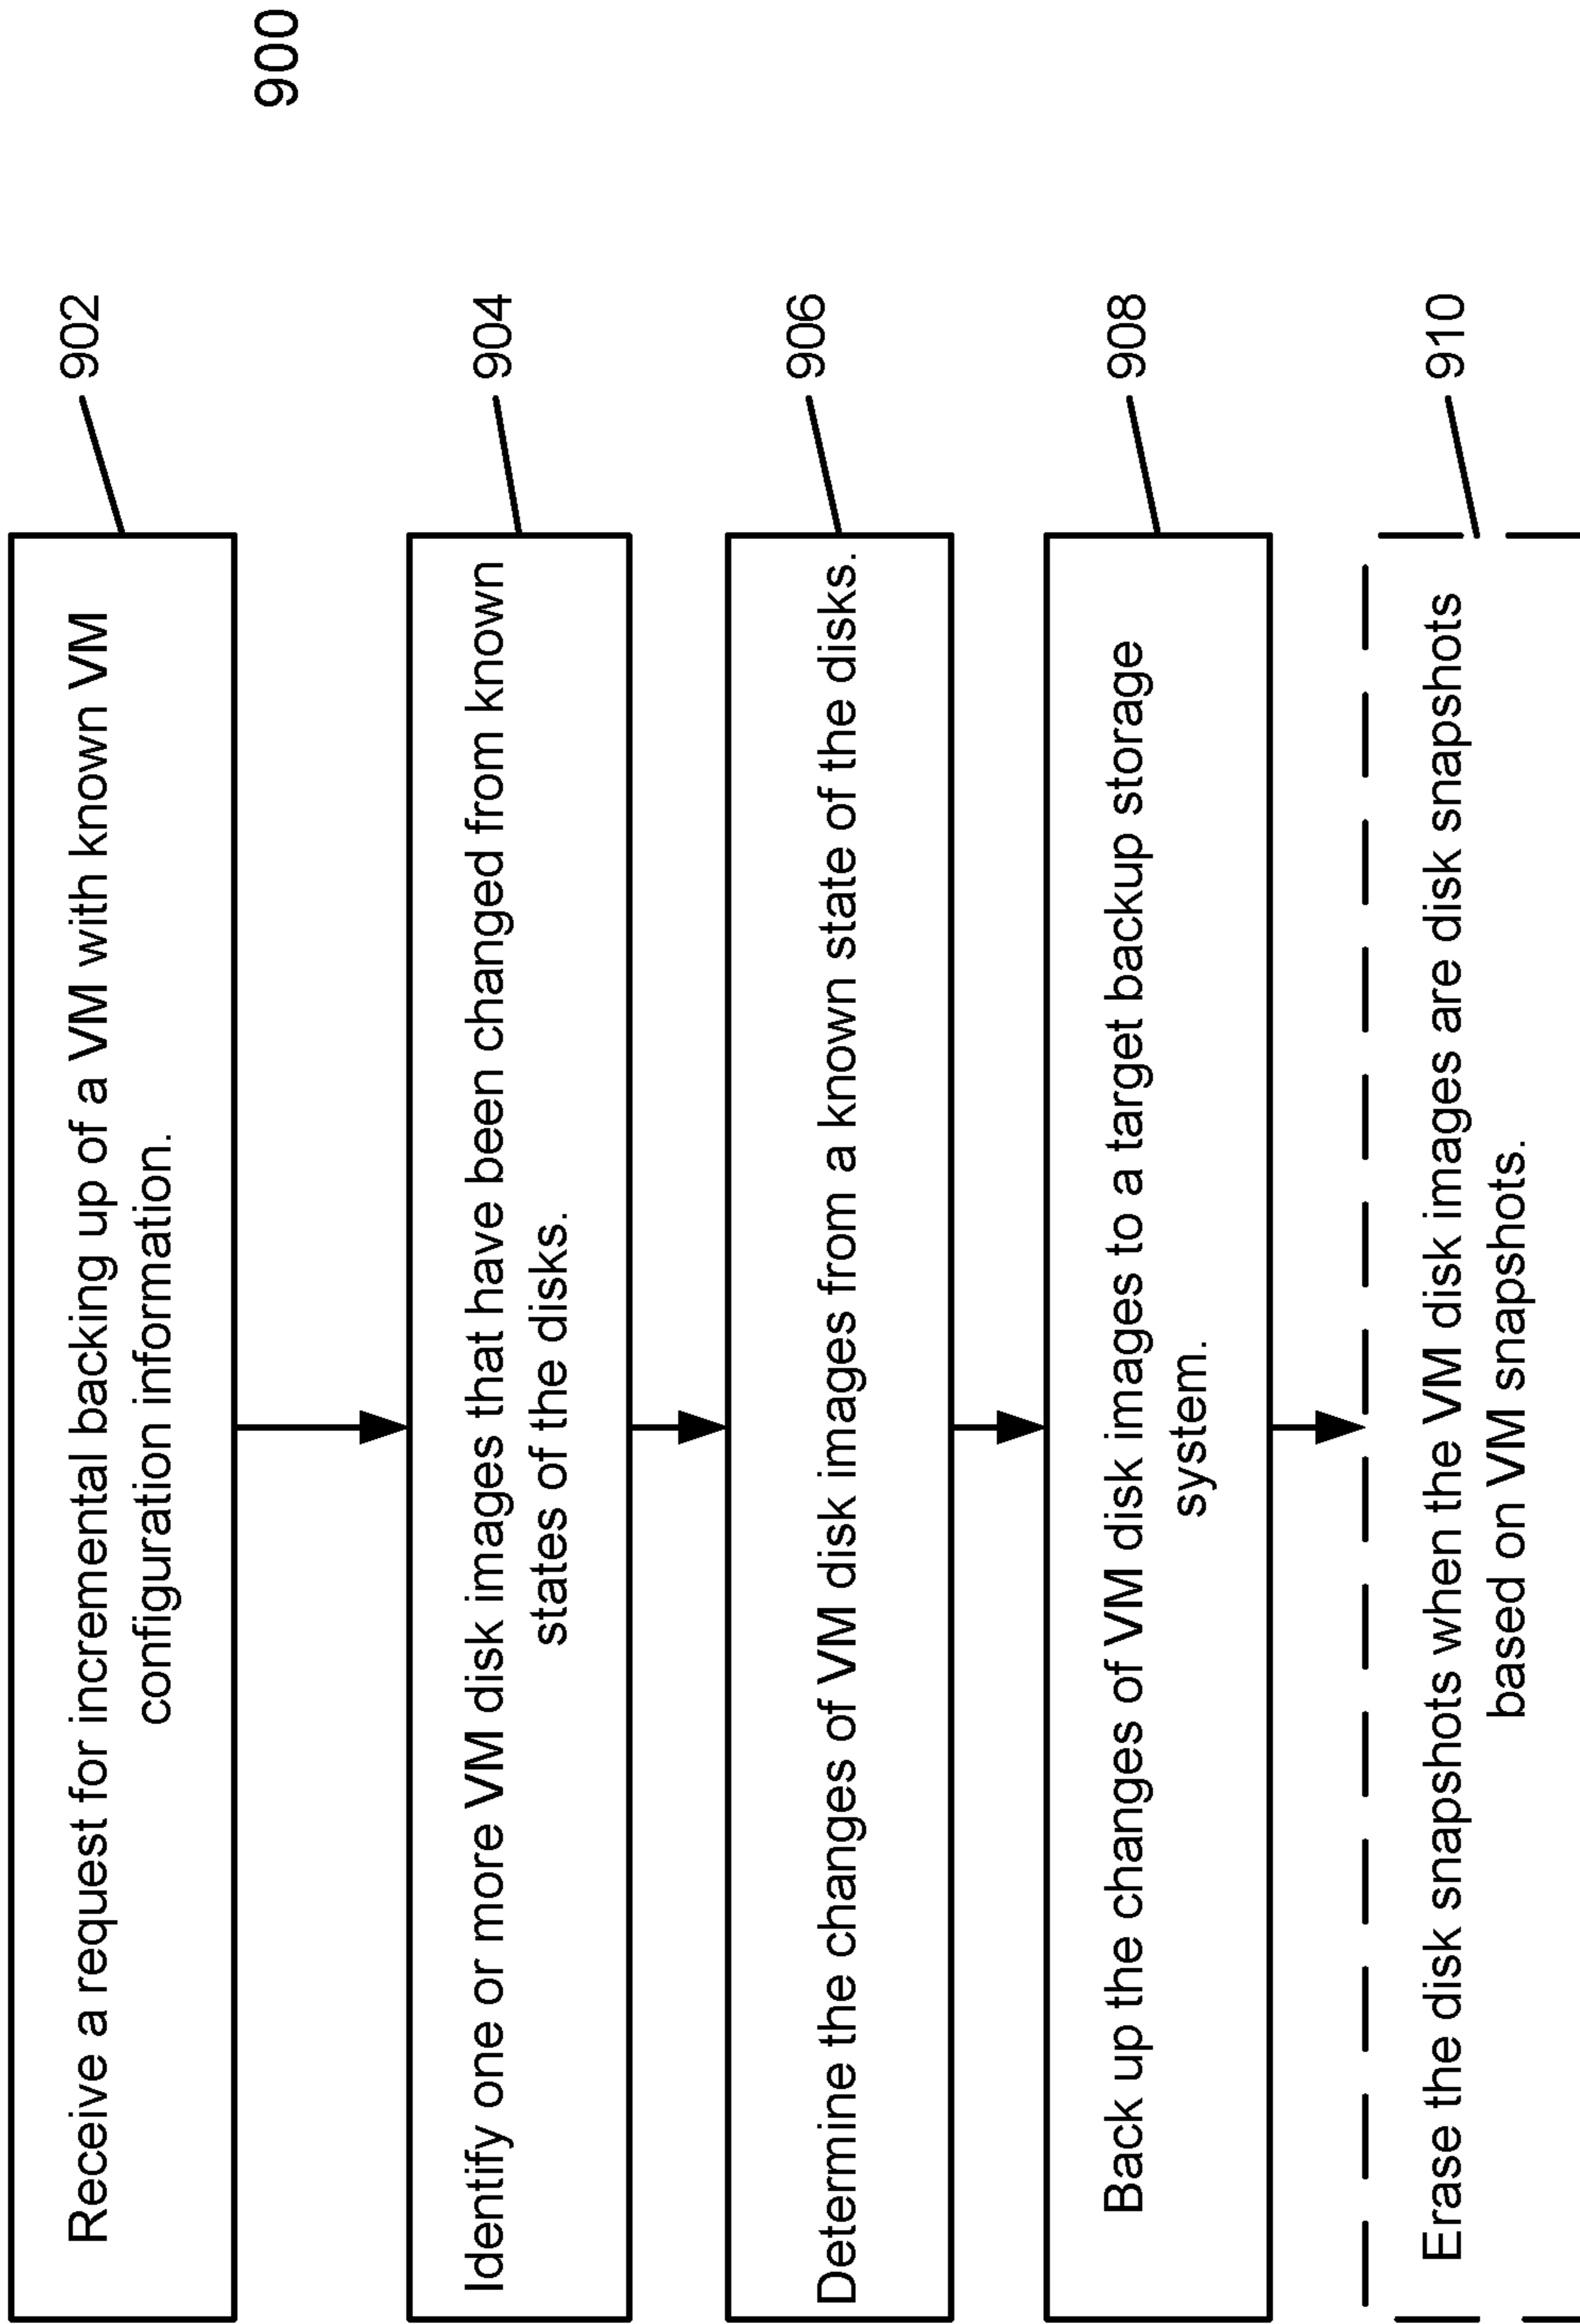 900
Receive a request for incremental backing up of a VM with known VM
configuration information.
902
Identify one or more VM disk images that have been changed from known
states of the disks.
904
Determine the changes of VM disk images from a known state of the disks.
906
Back up the changes of VM disk images to a target backup storage
system.
908
Erase the disk snapshots when the VM disk images are disk snapshots
based on VM snapshots.
910